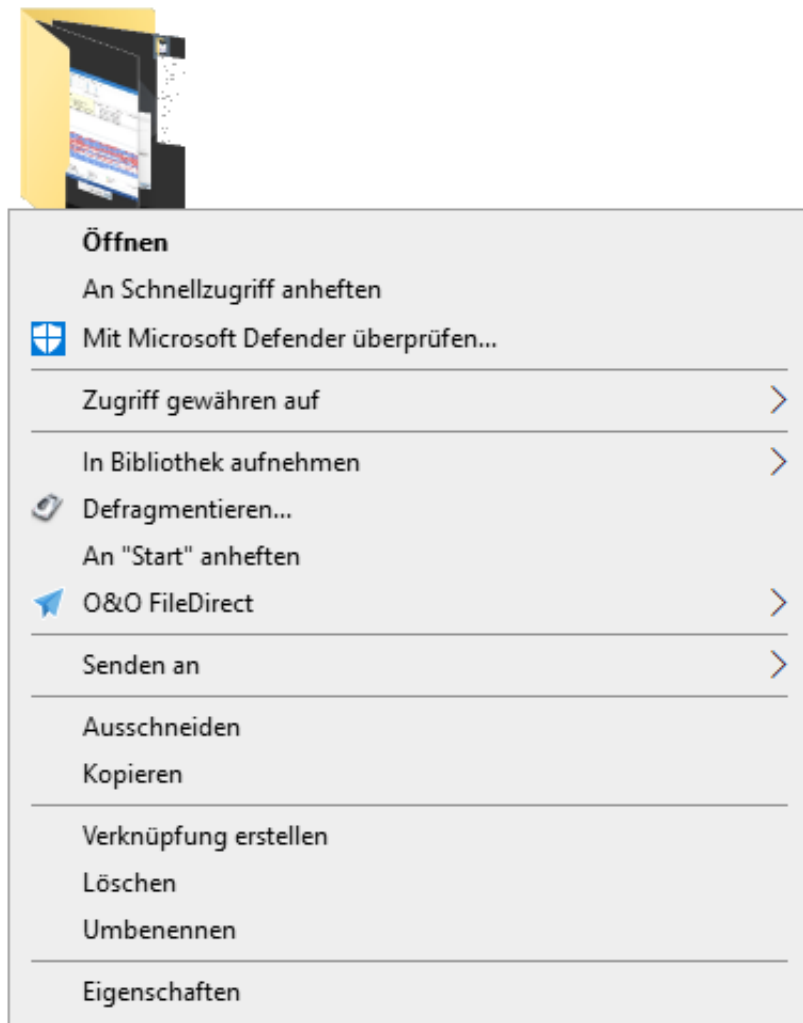 Öffnen
An Schnellzugriff anheften
Mit Microsoft Defender überprüfen...
Zugriff gewähren auf
In Bibliothek aufnehmen
Defragmentieren...
An "Start" anheften
O&O FileDirect
Senden an
Ausschneiden
Kopieren
Verknüpfung erstellen
Löschen
Umbenennen
Eigenschaften